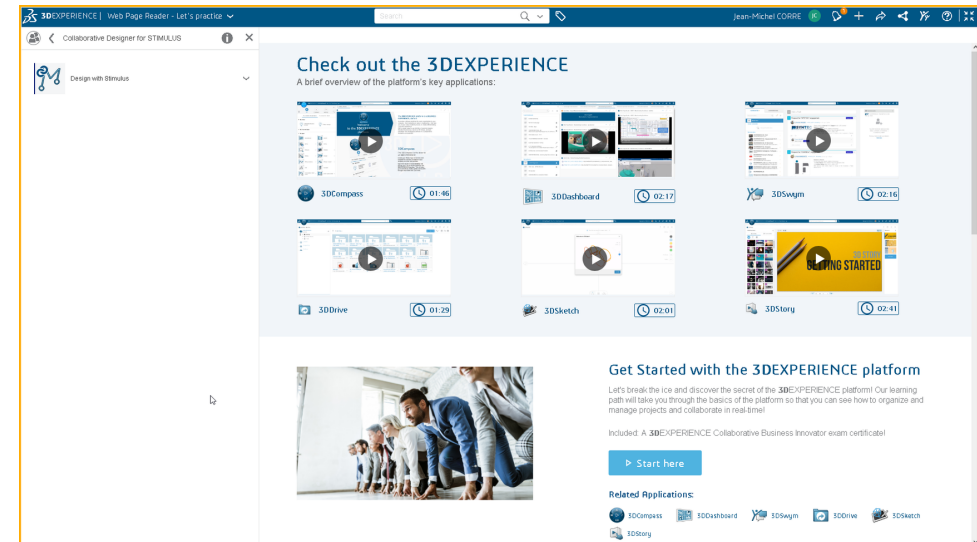 3DEXPERIENCE | Web Page Reader - Let's practice
Search
Jean-Michel CORRE
JC
Collaborative Designer for STIMULUS
Design with Stimulus
Check out the 3DEXPERIENCE
A brief overview of the platform's key applications:
3DCompass 01:46
3DDashboard 02:17
3DSwym 02:16
GETTING STARTED
3DDrive 01:29
3DSketch 02:01
3DStory 02:41
Get Started with the 3DEXPERIENCE platform
Let's break the ice and discover the secret of the 3DEXPERIENCE platform! Our learning
path will take you through the basics of the platform so that you can see how to organize and
manage projects and collaborate in real-time!
Included: A 3DEXPERIENCE Collaborative Business Innovator exam certificate!
Start here
Related Applications:
3DCompass 3DDashboard 3DSwym 3DDrive 3DSketch
3DStory